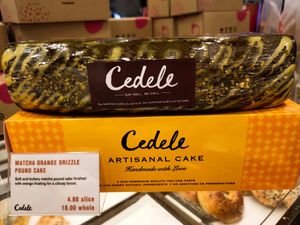 Cedele
EAT WELL. BE WELL.
Cedele
ARTISANAL CAKE
Handmade with Love
MATCHA ORANGE DRIZZLE
POUND CAKE
Soft and buttery matcha pound cake finished
with orange frosting for a citrusy boost.
4.80 slice
18.00 whole
Cedele